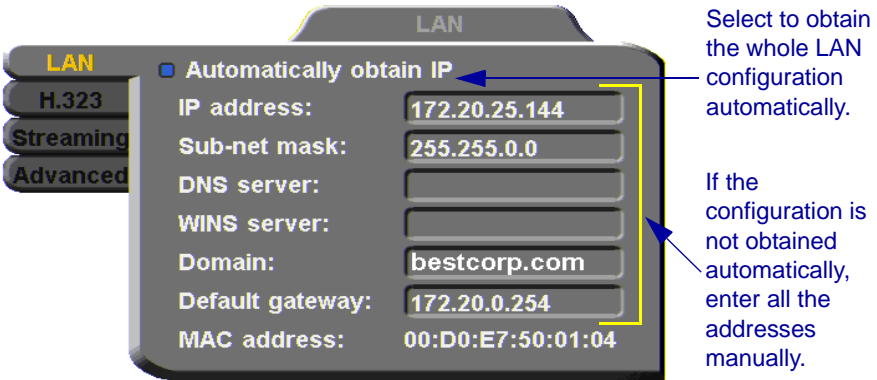 LAN
LAN
H.323
Streaming
Advanced
Automatically obtain IP
IP address: 172.20.25.144
Sub-net mask: 255.255.0.0
DNS server:
WINS server:
Domain: bestcorp.com
Default gateway: 172.20.0.254
MAC address: 00:D0:E7:50:01:04
Select to obtain
the whole LAN
configuration
automatically.
If the
configuration is
not obtained
automatically,
enter all the
addresses
manually.